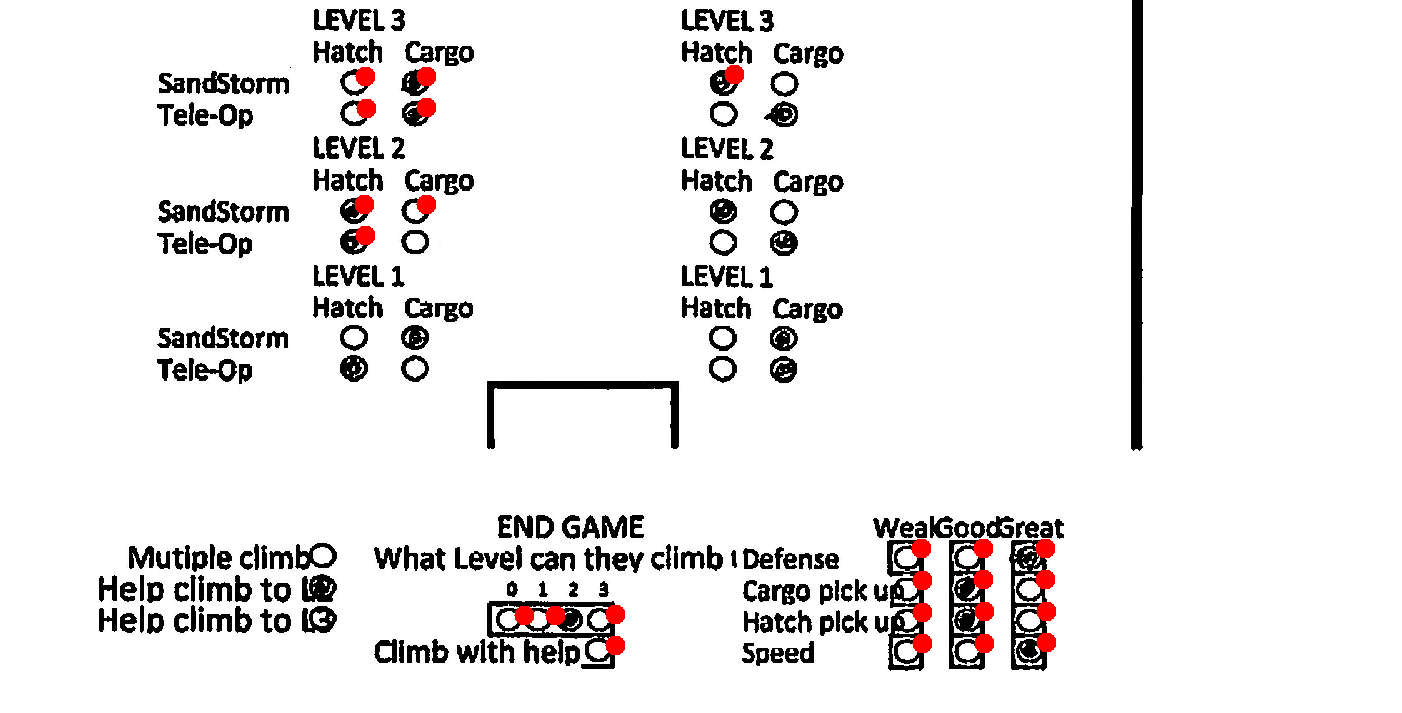 LEVEL 3 LEVEL 3
Hatch Cargo Hatch Cargo
SandStorm
Tele-Op
LEVEL 2 LEVEL 2
Hatch Cargo Hatch Cargo
SandStorm
Tele-Op
LEVEL 1 LEVEL 1
Hatch Cargo Hatch Cargo
SandStorm
Tele-Op
END GAME Weak Good Great
Mutiple climb What Level can they climb t Defense
Help climb to L2 0 1 2 3 Cargo pick up
Help climb to L3 Hatch pick up
Climb with help Speed